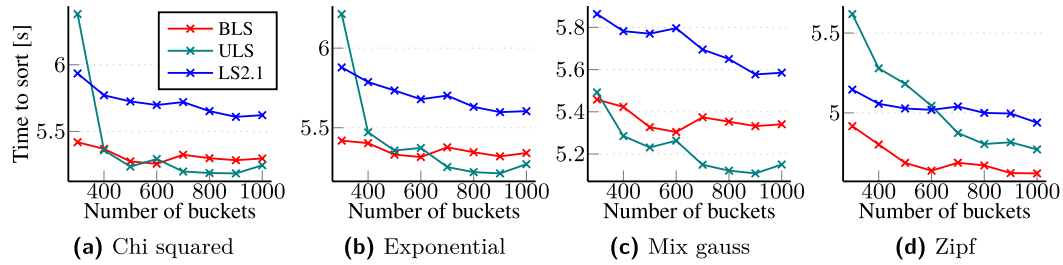 Time to sort [s]
6
5.5
BLS
ULS
LS2.1
400 600 800 1000
Number of buckets
(a) Chi squared
6
5.5
400 600 800 1000
Number of buckets
(b) Exponential
5.8
5.6
5.4
5.2
400 600 800 1000
Number of buckets
(c) Mix gauss
5.5
5
400 600 800 1000
Number of buckets
(d) Zipf